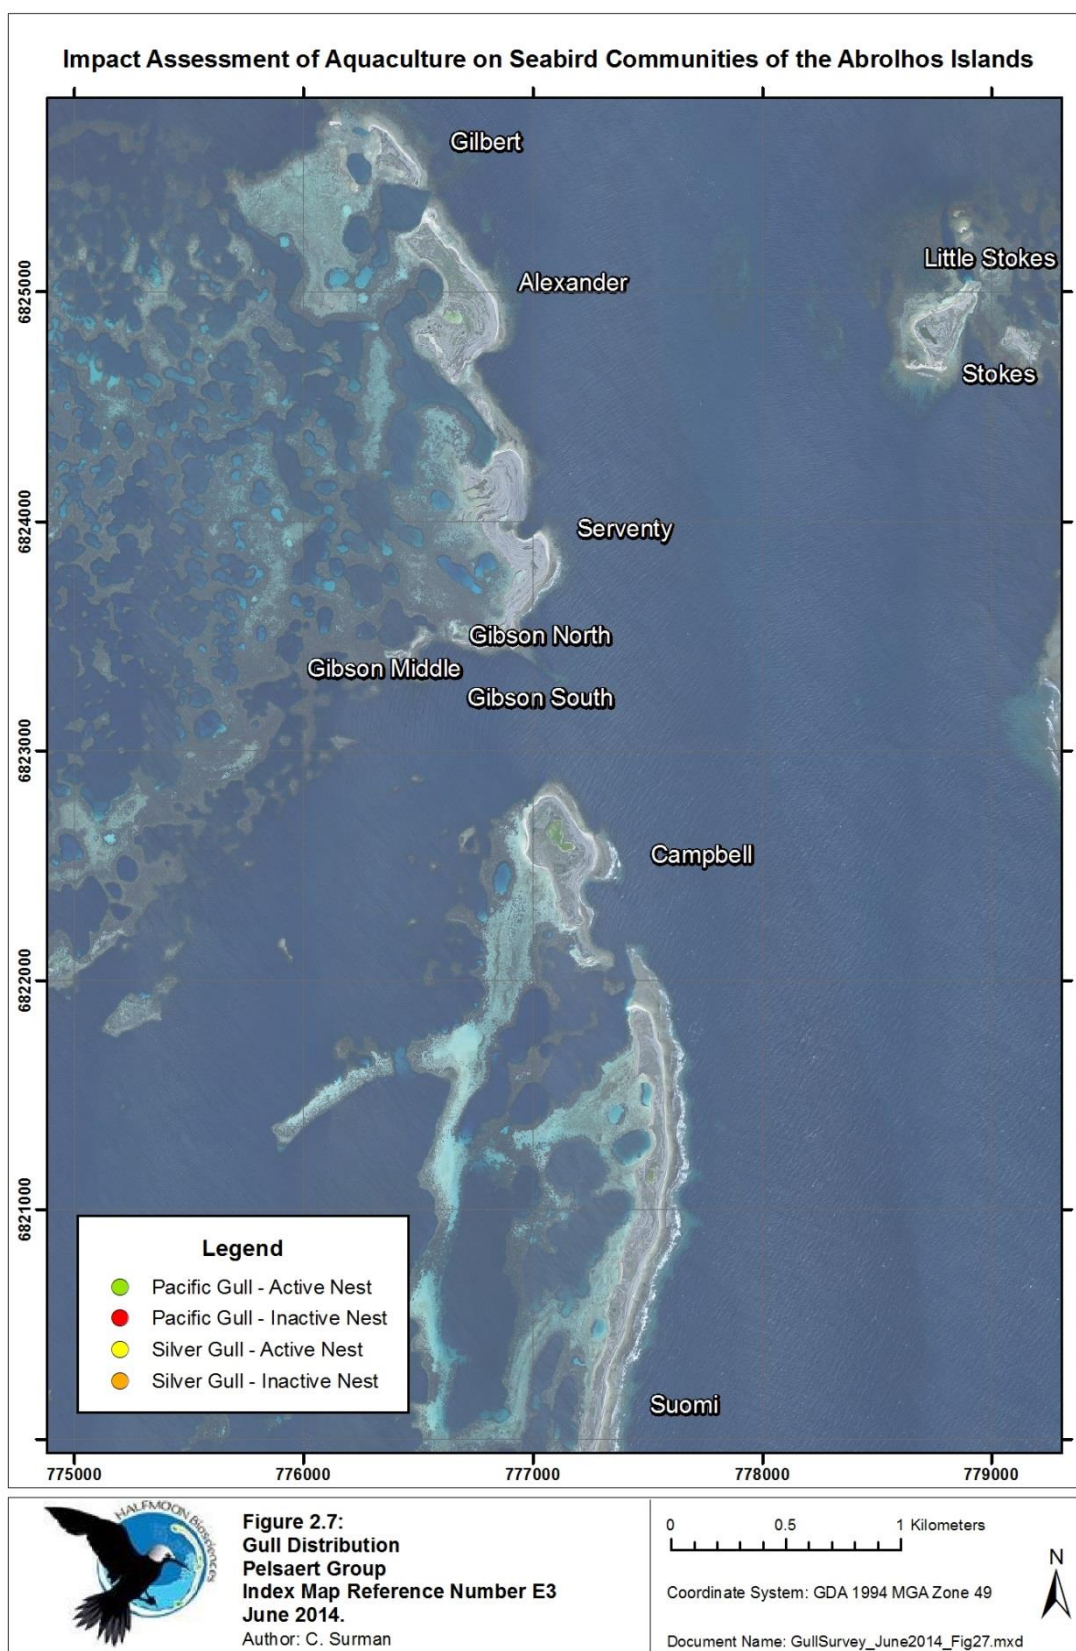 Impact Assessment of Aquaculture on Seabird Communities of the Abrolhos Islands
Gilbert
Little Stokes
Alexander
Stokes
Serventy
Gibson North
Gibson Middle
Gibson South
Campbell
Suomi
6825000
6824000
6823000
6822000
6821000
Legend
Pacific Gull - Active Nest
Pacific Gull - Inactive Nest
Silver Gull - Active Nest
Silver Gull - Inactive Nest
775000 776000 777000 778000 779000
HALFMOON Biosciences
Figure 2.7:
Gull Distribution
Pelsaert Group
Index Map Reference Number E3
June 2014.
Author: C. Surman
0 0.5 1 Kilometers
N
Coordinate System: GDA 1994 MGA Zone 49
Document Name: GullSurvey_June2014_Fig27.mxd